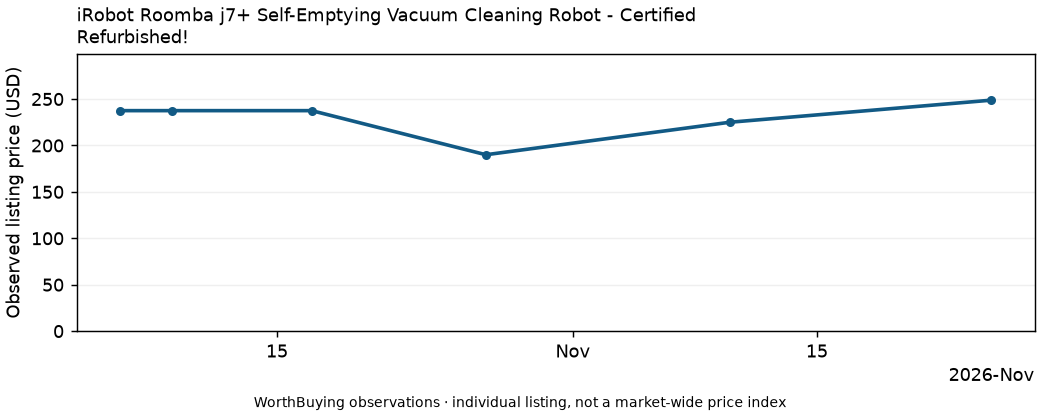 iRobot Roomba j7+ Self-Emptying Vacuum Cleaning Robot - Certified
Refurbished!
Observed listing price (USD)
250
200
150
100
50
0
15
Nov
15
2026-Nov
WorthBuying observations · individual listing, not a market-wide price index